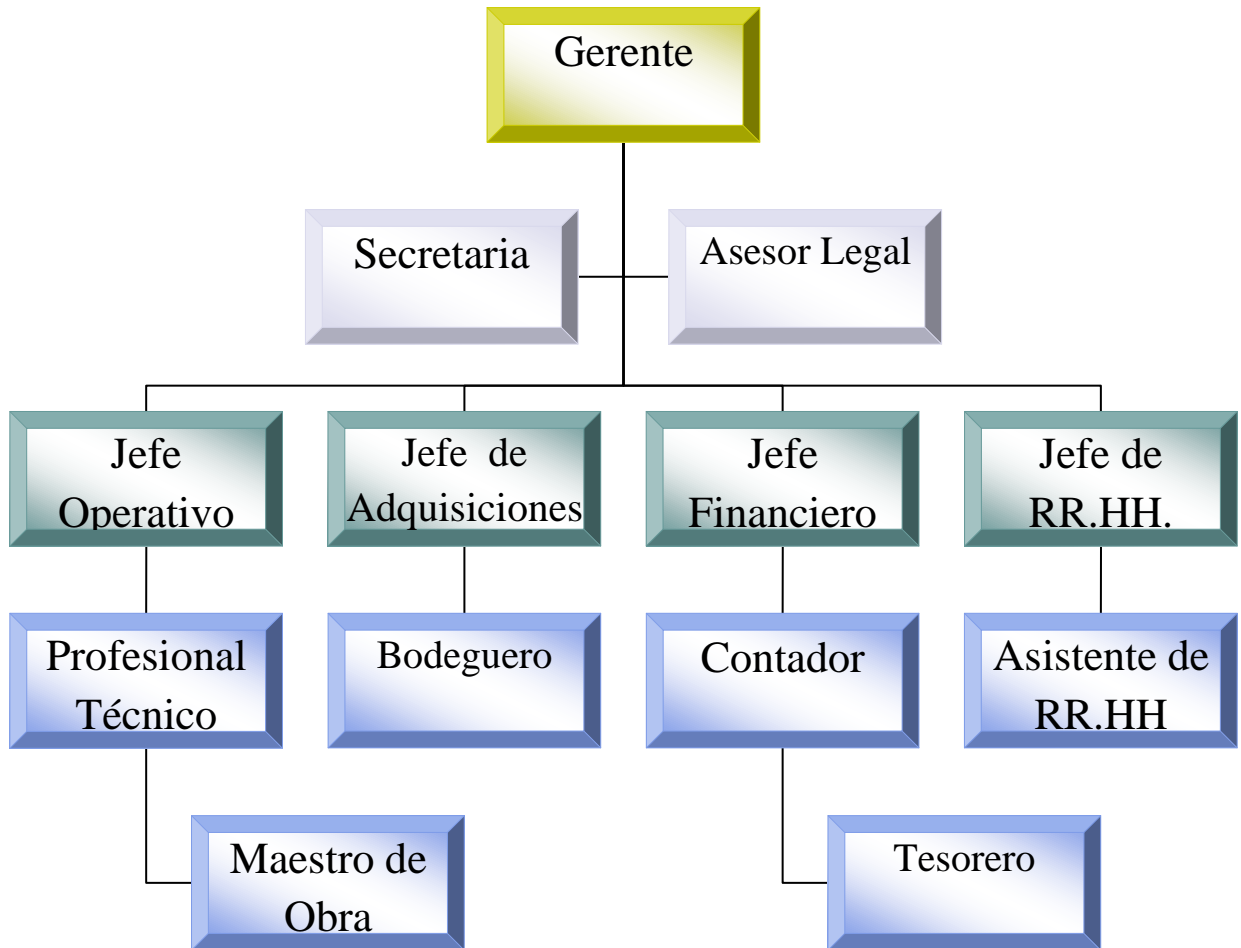 Gerente
Secretaria
Asesor Legal
Jefe
Operativo
Jefe de
Adquisiciones
Jefe
Financiero
Jefe de
RR.HH.
Profesional
Técnico
Bodeguero
Contador
Asistente de
RR.HH
Maestro de
Obra
Tesorero